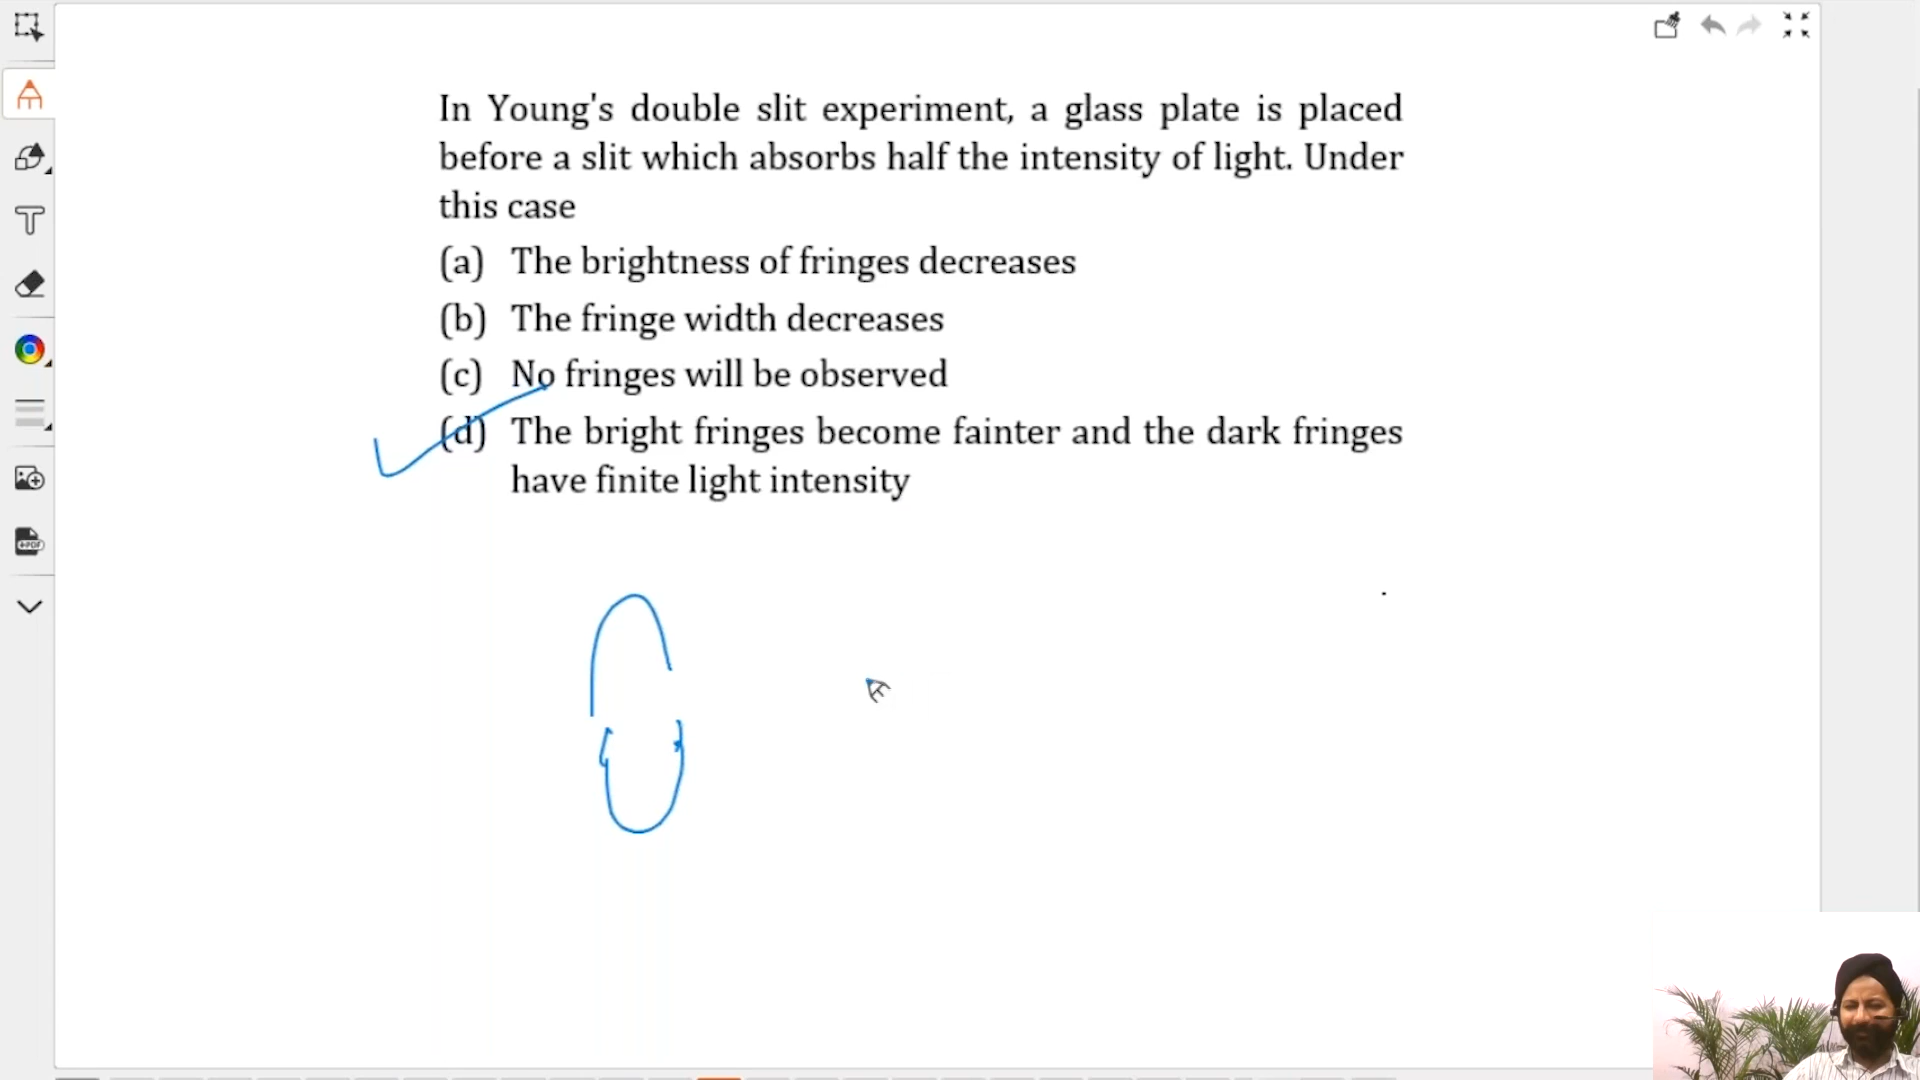 In Young's double slit experiment, a glass plate is placed
before a slit which absorbs half the intensity of light. Under
this case
(a) The brightness of fringes decreases
(b) The fringe width decreases
(c) No fringes will be observed
(d) The bright fringes become fainter and the dark fringes
have finite light intensity